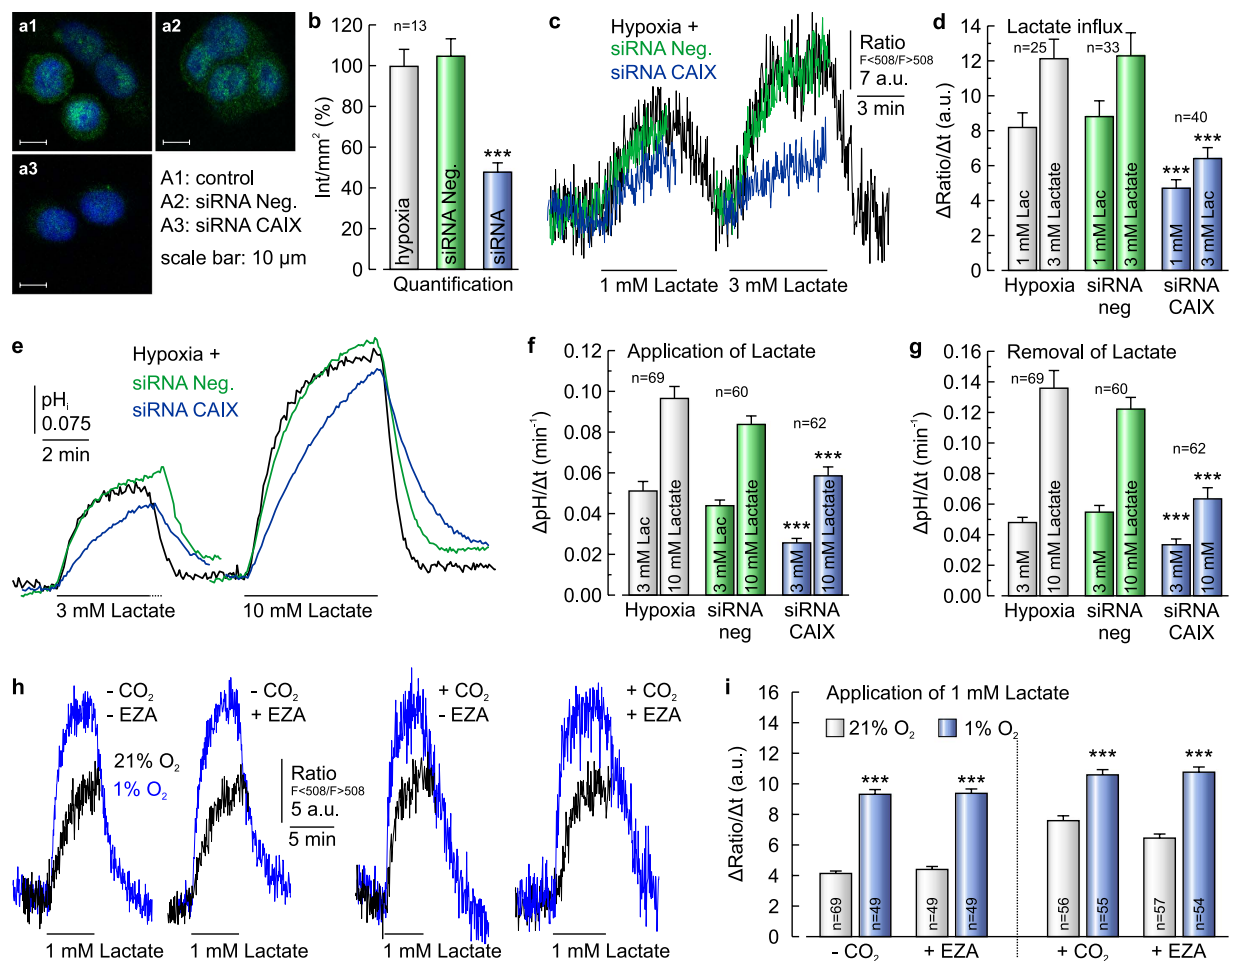 a1
a2
a3
A1: control
A2: siRNA Neg.
A3: siRNA CAIX
scale bar: 10 µm
b
n=13
Int/mm² (%)
120
100
80
60
40
20
0
***
hypoxia
siRNA Neg.
siRNA
Quantification
c
Hypoxia +
siRNA Neg.
siRNA CAIX
Ratio
F<508/F>508
7 a.u.
3 min
1 mM Lactate
3 mM Lactate
d
Lactate influx
n=25
n=33
n=40
ΔRatio/Δt (a.u.)
14
12
10
8
6
4
2
0
***
***
1 mM Lac
3 mM Lactate
1 mM Lac
3 mM Lactate
1 mM
3 mM Lac
Hypoxia
siRNA
neg
siRNA
CAIX
e
Hypoxia +
siRNA Neg.
siRNA CAIX
pHi
0.075
2 min
3 mM Lactate
10 mM Lactate
f
Application of Lactate
n=69
n=60
n=62
ΔpH/Δt (min⁻¹)
0.12
0.10
0.08
0.06
0.04
0.02
0.00
***
***
3 mM Lac
10 mM Lactate
3 mM Lac
10 mM Lactate
3 mM
10 mM Lactate
Hypoxia
siRNA
neg
siRNA
CAIX
g
Removal of Lactate
n=69
n=60
n=62
ΔpH/Δt (min⁻¹)
0.16
0.14
0.12
0.10
0.08
0.06
0.04
0.02
0.00
***
***
3 mM
10 mM Lactate
3 mM
10 mM Lactate
3 mM
10 mM
Hypoxia
siRNA
neg
siRNA
CAIX
h
- CO₂
- EZA
- CO₂
+ EZA
+ CO₂
- EZA
+ CO₂
+ EZA
21% O₂
1% O₂
Ratio
F<508/F>508
5 a.u.
5 min
1 mM Lactate
1 mM Lactate
1 mM Lactate
1 mM Lactate
i
Application of 1 mM Lactate
21% O₂
1% O₂
ΔRatio/Δt (a.u.)
16
14
12
10
8
6
4
2
0
***
***
***
***
n=69
n=49
n=49
n=49
n=56
n=55
n=57
n=54
- CO₂
+ EZA
+ CO₂
+ EZA